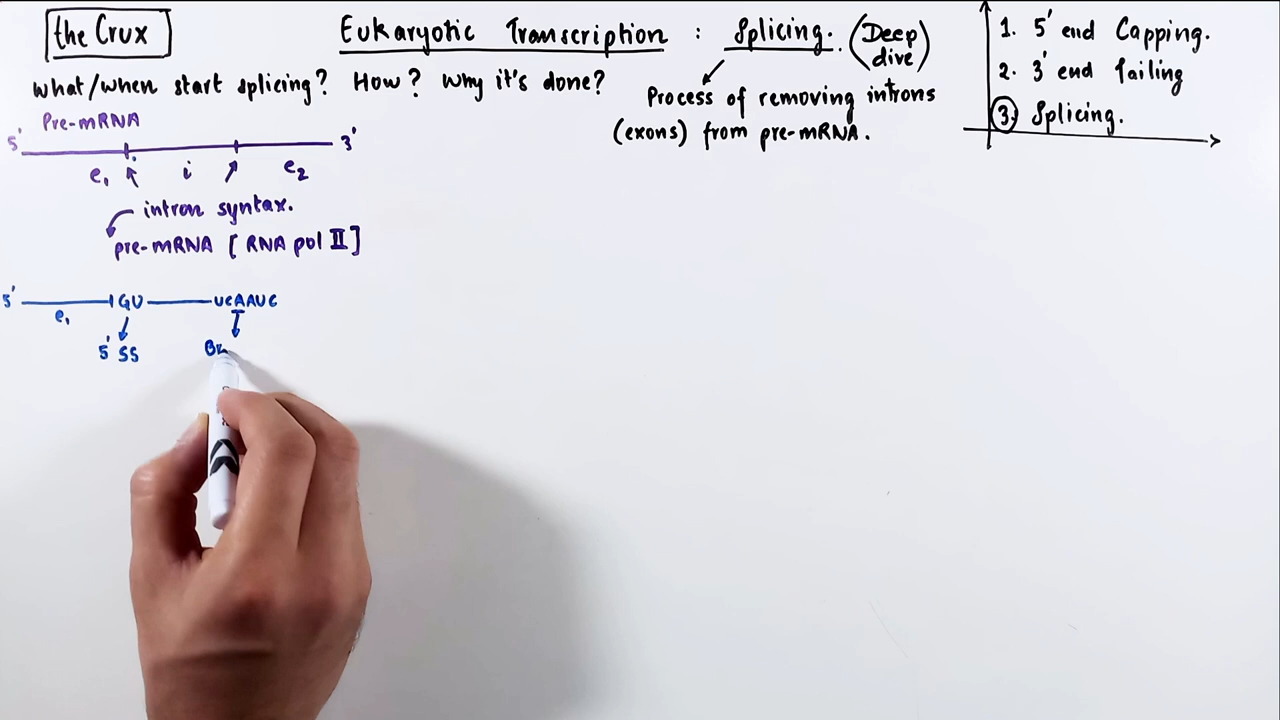 the Crux
Eukaryotic Transcription : Splicing. (Deep dive)
What/when start splicing? How? Why it's done?
Process of removing introns
(exons) from pre-mRNA.
1. 5' end Capping.
2. 3' end Tailing
3. Splicing.
Pre-mRNA
5' 3'
e₁ i e₂
intron syntax.
pre-mRNA [RNA pol II]
5' GU UCAAUC
e₁
5' SS Br